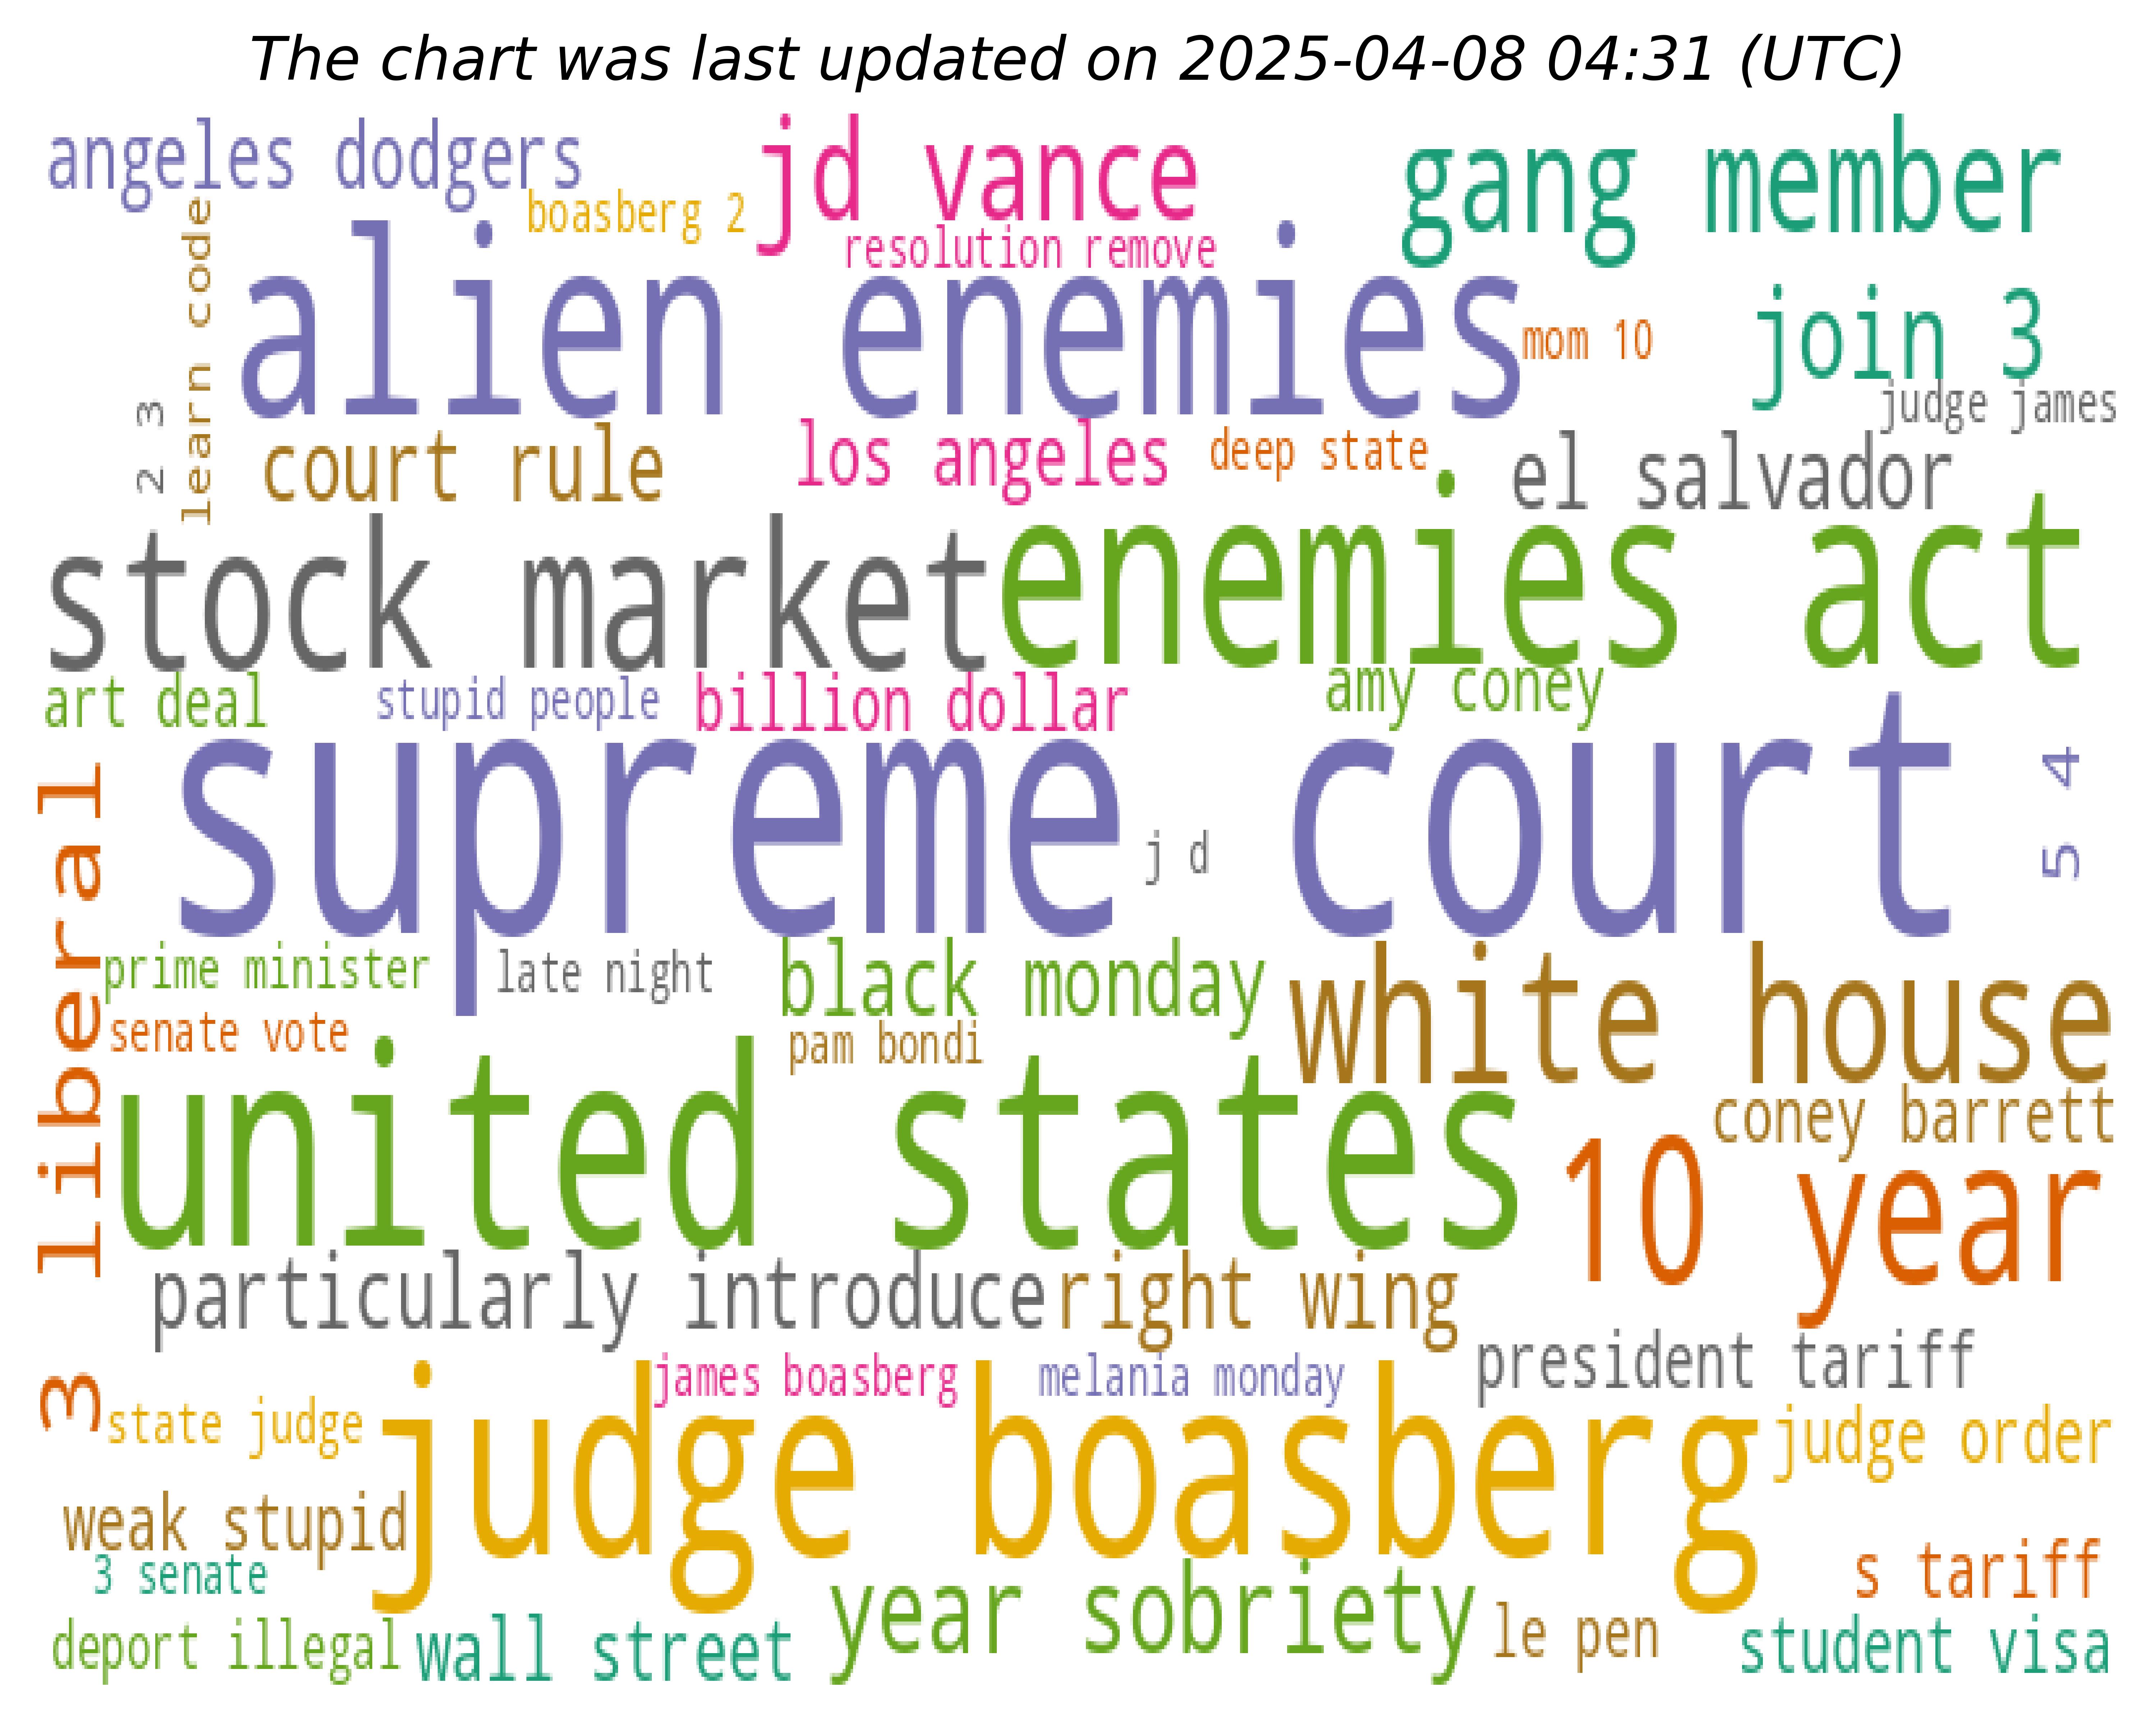 The chart was last updated on 2025-04-08 04:31 (UTC)
angeles dodgers
jd vance
gang member
boasberg 2
resolution remove
learn code
alien enemies
mom 10
join 3
judge james
2 3
court rule
los angeles
deep state
el salvador
stock market
enemies act
art deal
stupid people
billion dollar
amy coney
supreme court
j d
5 4
3 liberal
prime minister
late night
black monday
white house
senate vote
pam bondi
united states
coney barrett
10 year
particularly introduce
right wing
president tariff
james boasberg
melania monday
state judge
judge boasberg
judge order
weak stupid
3 senate
year sobriety
s tariff
deport illegal
wall street
le pen
student visa